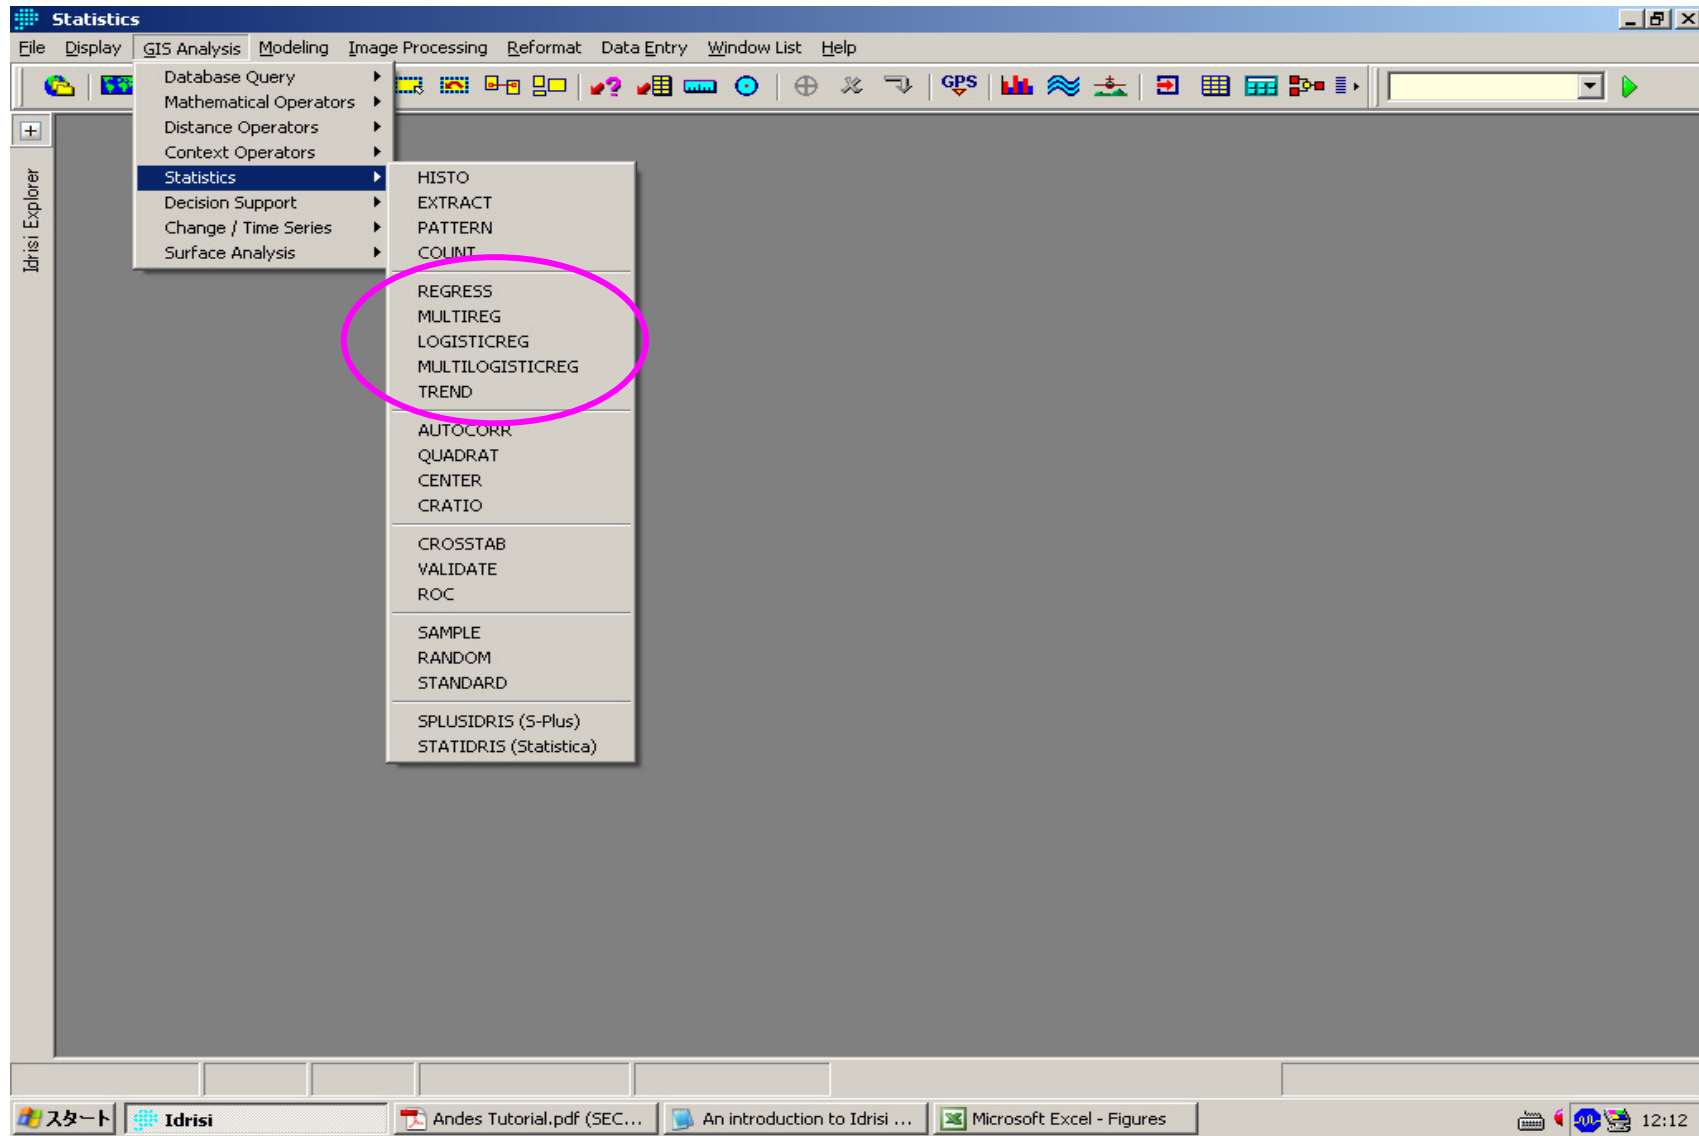 Statistics
File Display GIS Analysis Modeling Image Processing Reformat Data Entry Window List Help
GPS
Database Query
Mathematical Operators
Distance Operators
Context Operators
Statistics
Decision Support
Change / Time Series
Surface Analysis
Idrisi Explorer
HISTO
EXTRACT
PATTERN
COUNT
REGRESS
MULTIREG
LOGISTICREG
MULTILOGISTICREG
TREND
AUTOCORR
QUADRAT
CENTER
CRATIO
CROSSTAB
VALIDATE
ROC
SAMPLE
RANDOM
STANDARD
SPLUSIDRIS (S-Plus)
STATIDRIS (Statistica)
スタート Idrisi Andes Tutorial.pdf (SEC... An introduction to Idrisi ... Microsoft Excel - Figures 12:12